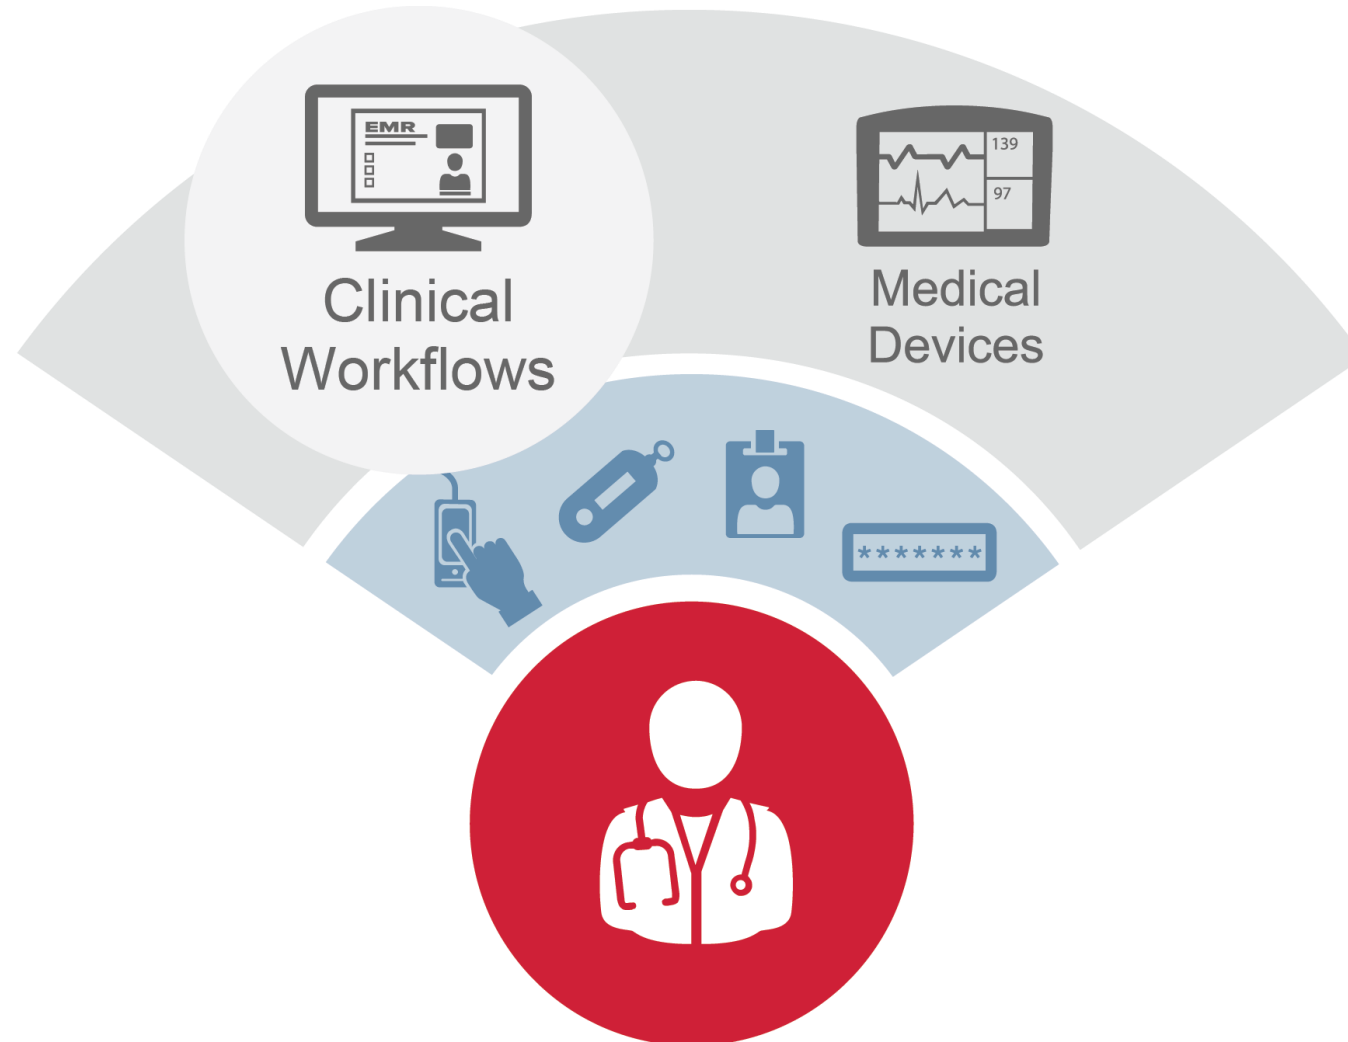 EMR
Clinical
Workflows
139
97
Medical
Devices
*******